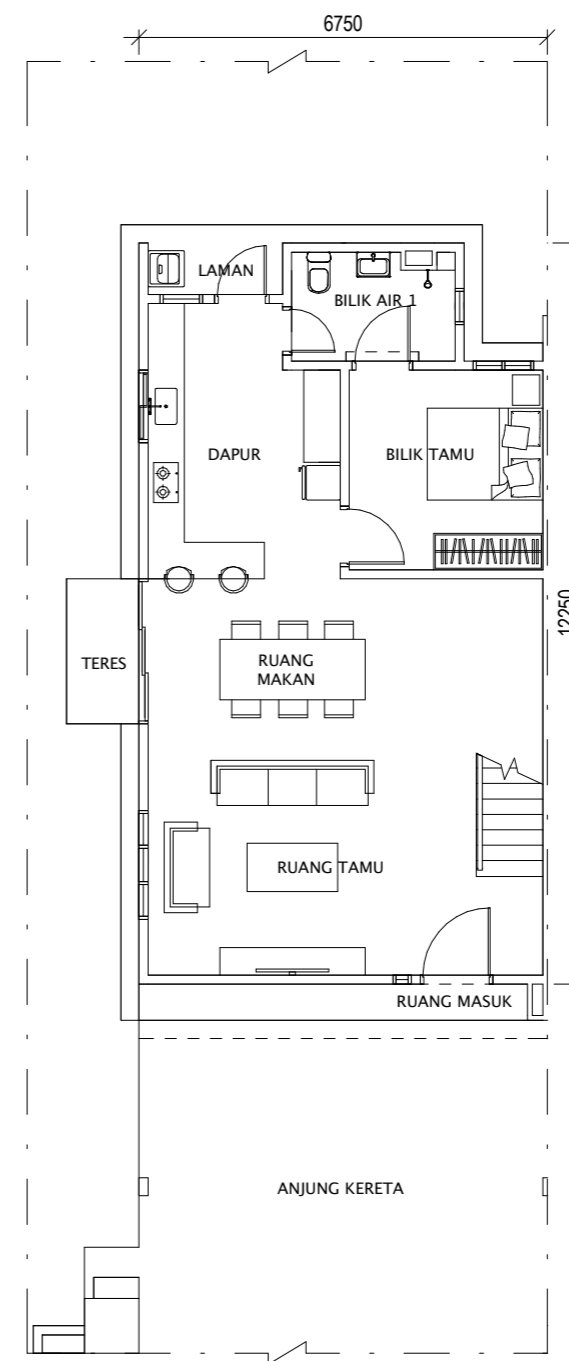 6750
LAMAN
BILIK AIR 1
DAPUR
BILIK TAMU
12250
TERES
RUANG
MAKAN
RUANG TAMU
RUANG MASUK
ANJUNG KERETA